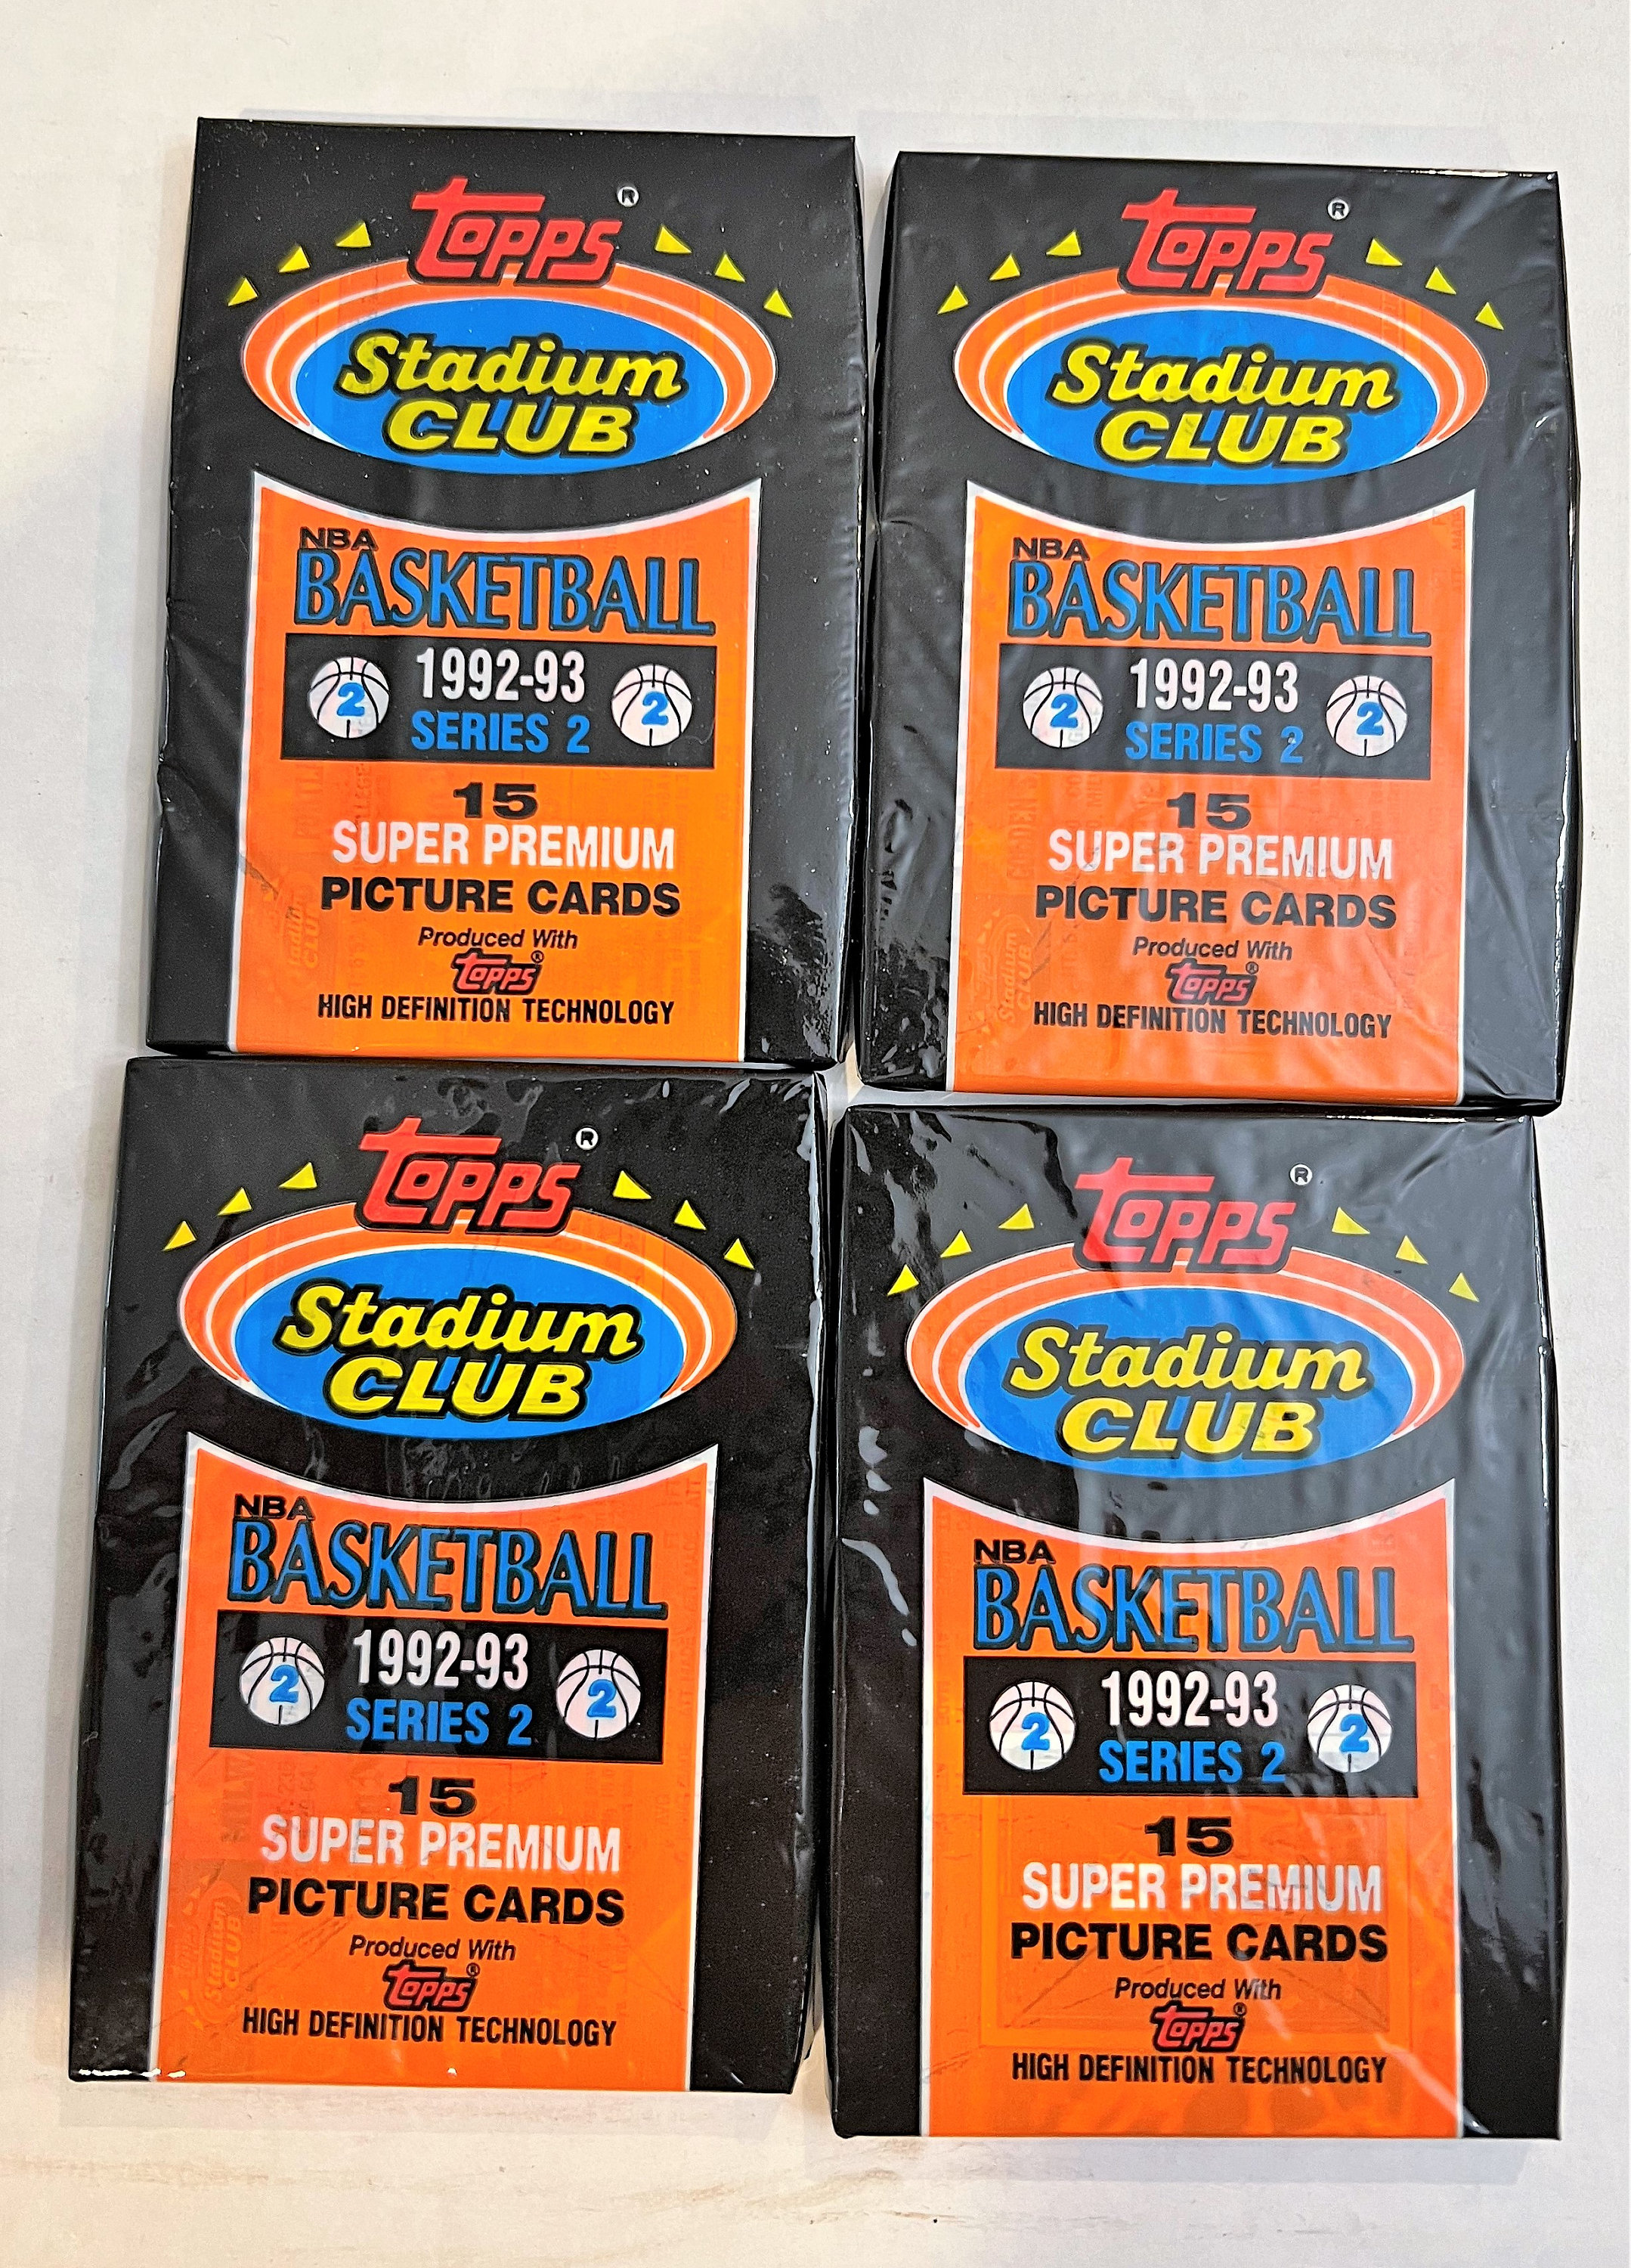 Topps®
Stadium
CLUB
NBA
BASKETBALL
2 1992-93 2
SERIES 2
15
SUPER PREMIUM
PICTURE CARDS
Produced With
Topps®
HIGH DEFINITION TECHNOLOGY
Topps®
Stadium
CLUB
NBA
BASKETBALL
2 1992-93 2
SERIES 2
15
SUPER PREMIUM
PICTURE CARDS
Produced With
Topps®
HIGH DEFINITION TECHNOLOGY
Topps®
Stadium
CLUB
NBA
BASKETBALL
2 1992-93 2
SERIES 2
15
SUPER PREMIUM
PICTURE CARDS
Produced With
Topps®
HIGH DEFINITION TECHNOLOGY
Topps®
Stadium
CLUB
NBA
BASKETBALL
2 1992-93 2
SERIES 2
15
SUPER PREMIUM
PICTURE CARDS
Produced With
Topps®
HIGH DEFINITION TECHNOLOGY